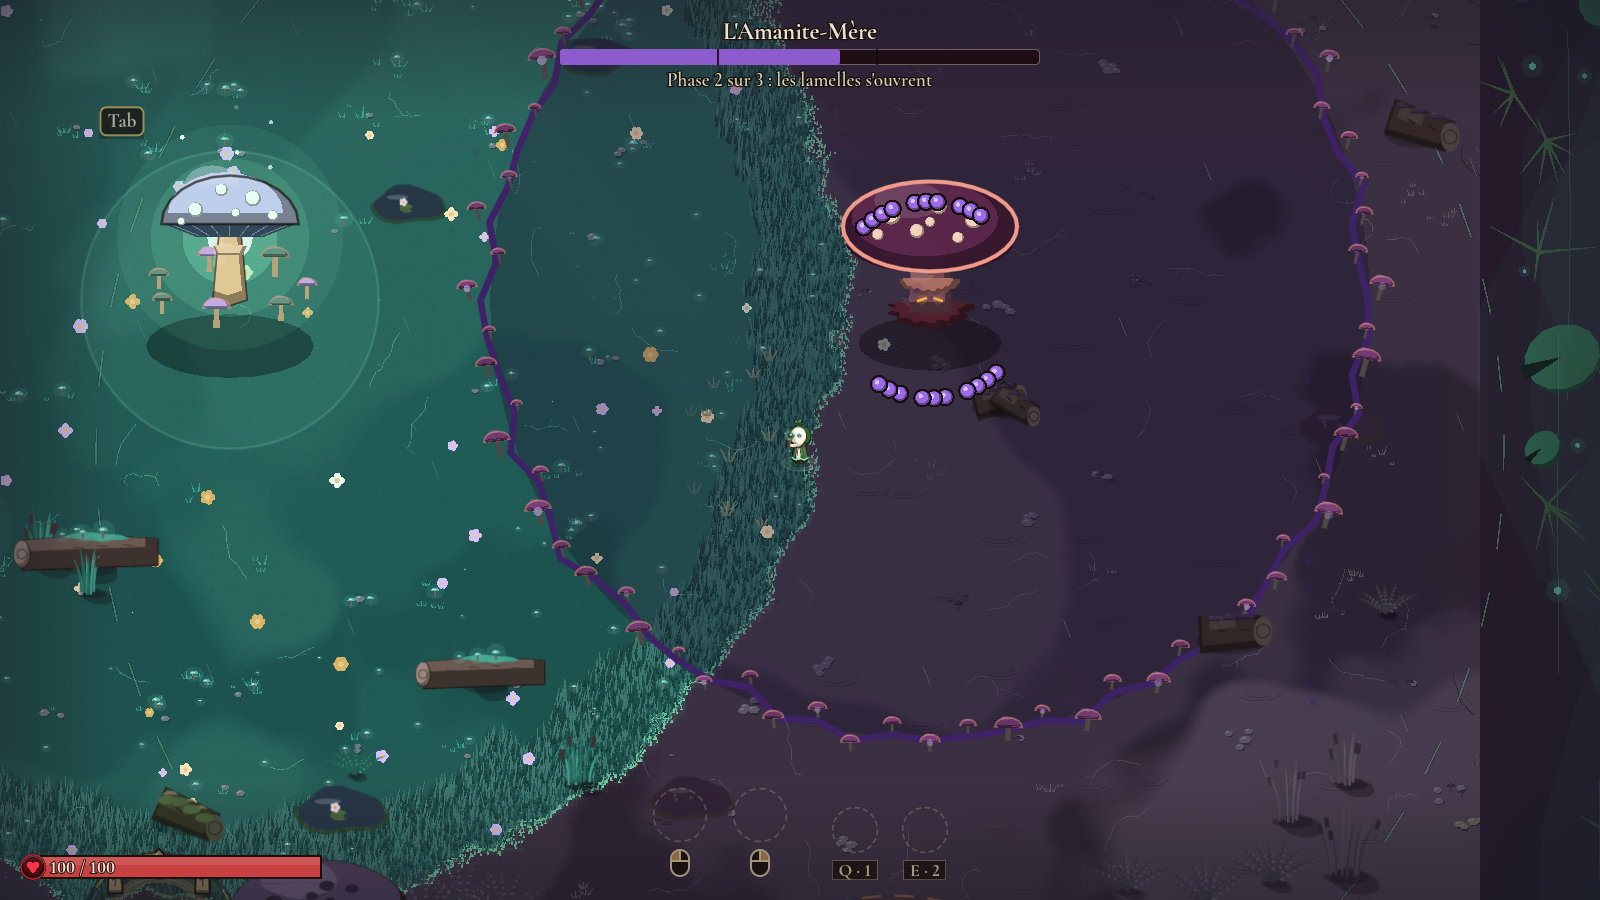 L'Amanite-Mère
Phase 2 sur 3 : les lamelles s'ouvrent
Tab
100 / 100
Q · 1
E · 2